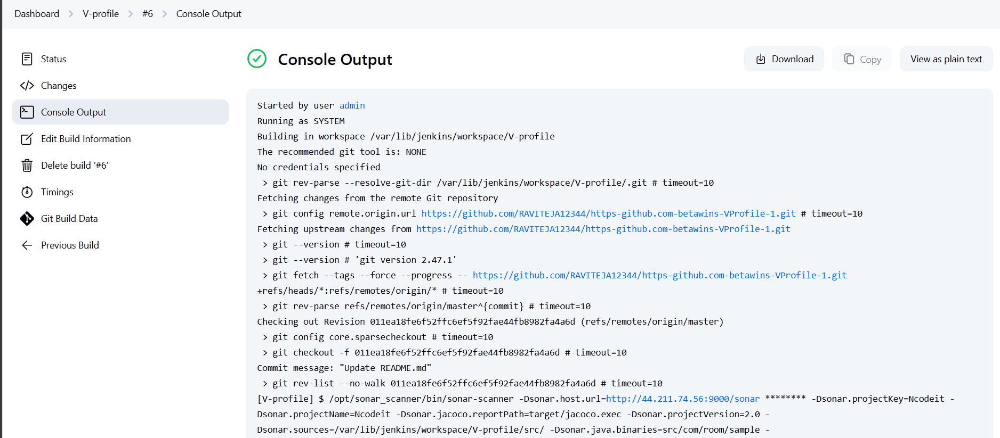 Dashboard > V-profile > #6 > Console Output
Status
Changes
Console Output
Edit Build Information
Delete build ‘#6’
Timings
Git Build Data
Previous Build
Console Output
Download
Copy
View as plain text
Started by user admin
Running as SYSTEM
Building in workspace /var/lib/jenkins/workspace/V-profile
The recommended git tool is: NONE
No credentials specified
 > git rev-parse --resolve-git-dir /var/lib/jenkins/workspace/V-profile/.git # timeout=10
Fetching changes from the remote Git repository
 > git config remote.origin.url https://github.com/RAVITEJA12344/https-github.com-betawins-VProfile-1.git # timeout=10
Fetching upstream changes from https://github.com/RAVITEJA12344/https-github.com-betawins-VProfile-1.git
 > git --version # timeout=10
 > git --version # 'git version 2.47.1'
 > git fetch --tags --force --progress -- https://github.com/RAVITEJA12344/https-github.com-betawins-VProfile-1.git
+refs/heads/*:refs/remotes/origin/* # timeout=10
 > git rev-parse refs/remotes/origin/master^{commit} # timeout=10
Checking out Revision 011ea18fe6f52ffc6ef5f92fae44fb8982fa4a6d (refs/remotes/origin/master)
 > git config core.sparsecheckout # timeout=10
 > git checkout -f 011ea18fe6f52ffc6ef5f92fae44fb8982fa4a6d # timeout=10
Commit message: "Update README.md"
 > git rev-list --no-walk 011ea18fe6f52ffc6ef5f92fae44fb8982fa4a6d # timeout=10
[V-profile] $ /opt/sonar_scanner/bin/sonar-scanner -Dsonar.host.url=http://44.211.74.56:9000/sonar ******** -Dsonar.projectKey=Ncodeit -
Dsonar.projectName=Ncodeit -Dsonar.jacoco.reportPath=target/jacoco.exec -Dsonar.projectVersion=2.0 -
Dsonar.sources=/var/lib/jenkins/workspace/V-profile/src/ -Dsonar.java.binaries=src/com/room/sample -